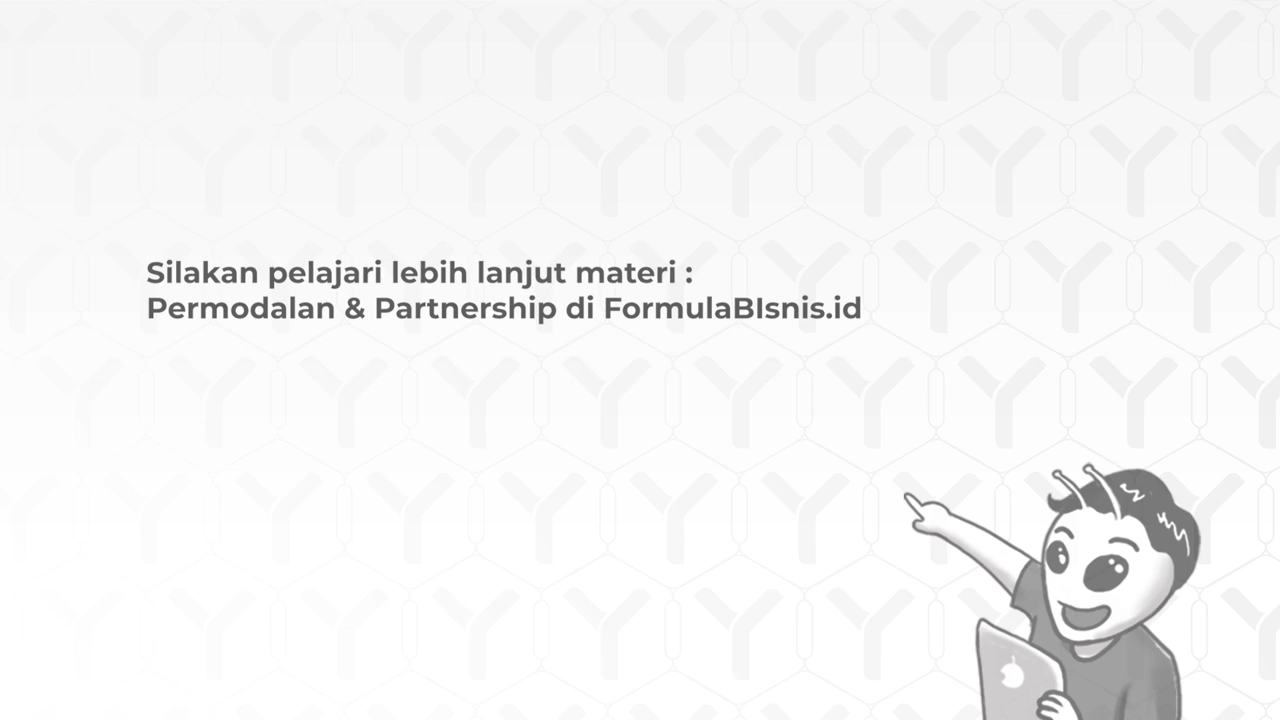 Silakan pelajari lebih lanjut materi :
Permodalan & Partnership di FormulaBIsnis.id